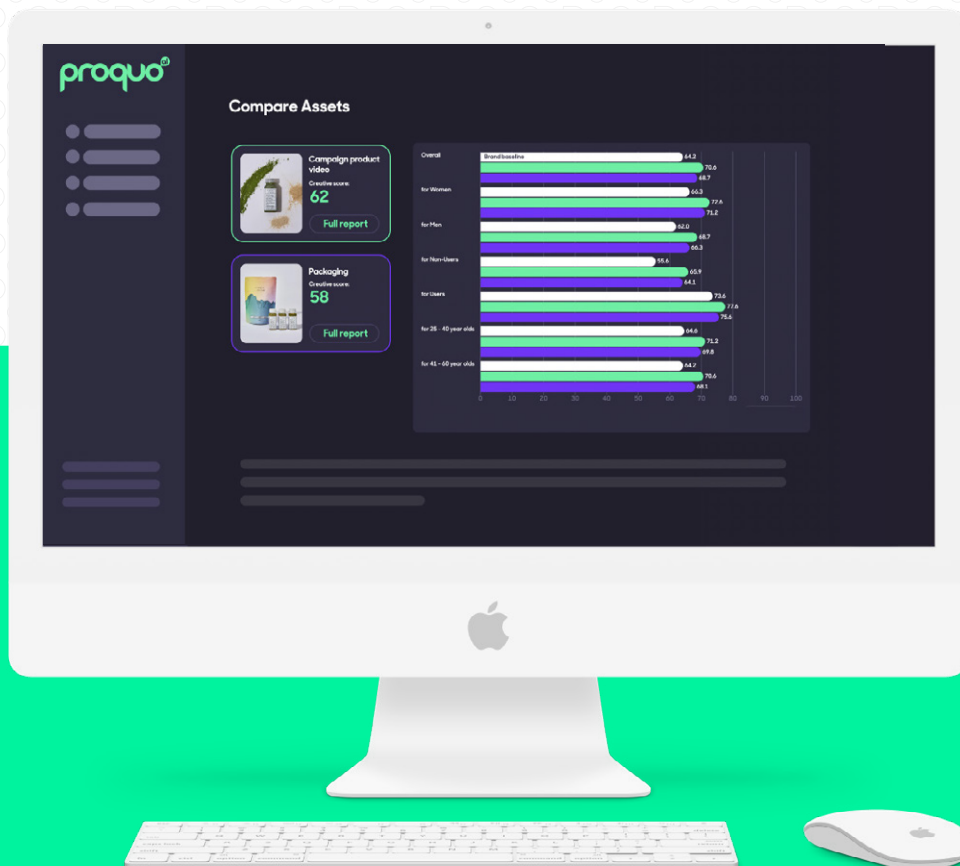 proquo ai
Compare Assets
Campaign product
video
Creative score:
62
Full report
Packaging
Creative score:
58
Full report
Overall
Brand baseline
64.2
70.6
68.7
for Women
66.3
72.6
71.2
for Men
62.0
68.7
66.3
for Non-Users
55.6
65.9
64.1
for Users
73.6
77.6
75.6
for 25 - 40 year olds
64.6
71.2
69.8
for 41 - 60 year olds
64.2
70.6
68.1
0 10 20 30 40 50 60 70 80 90 100